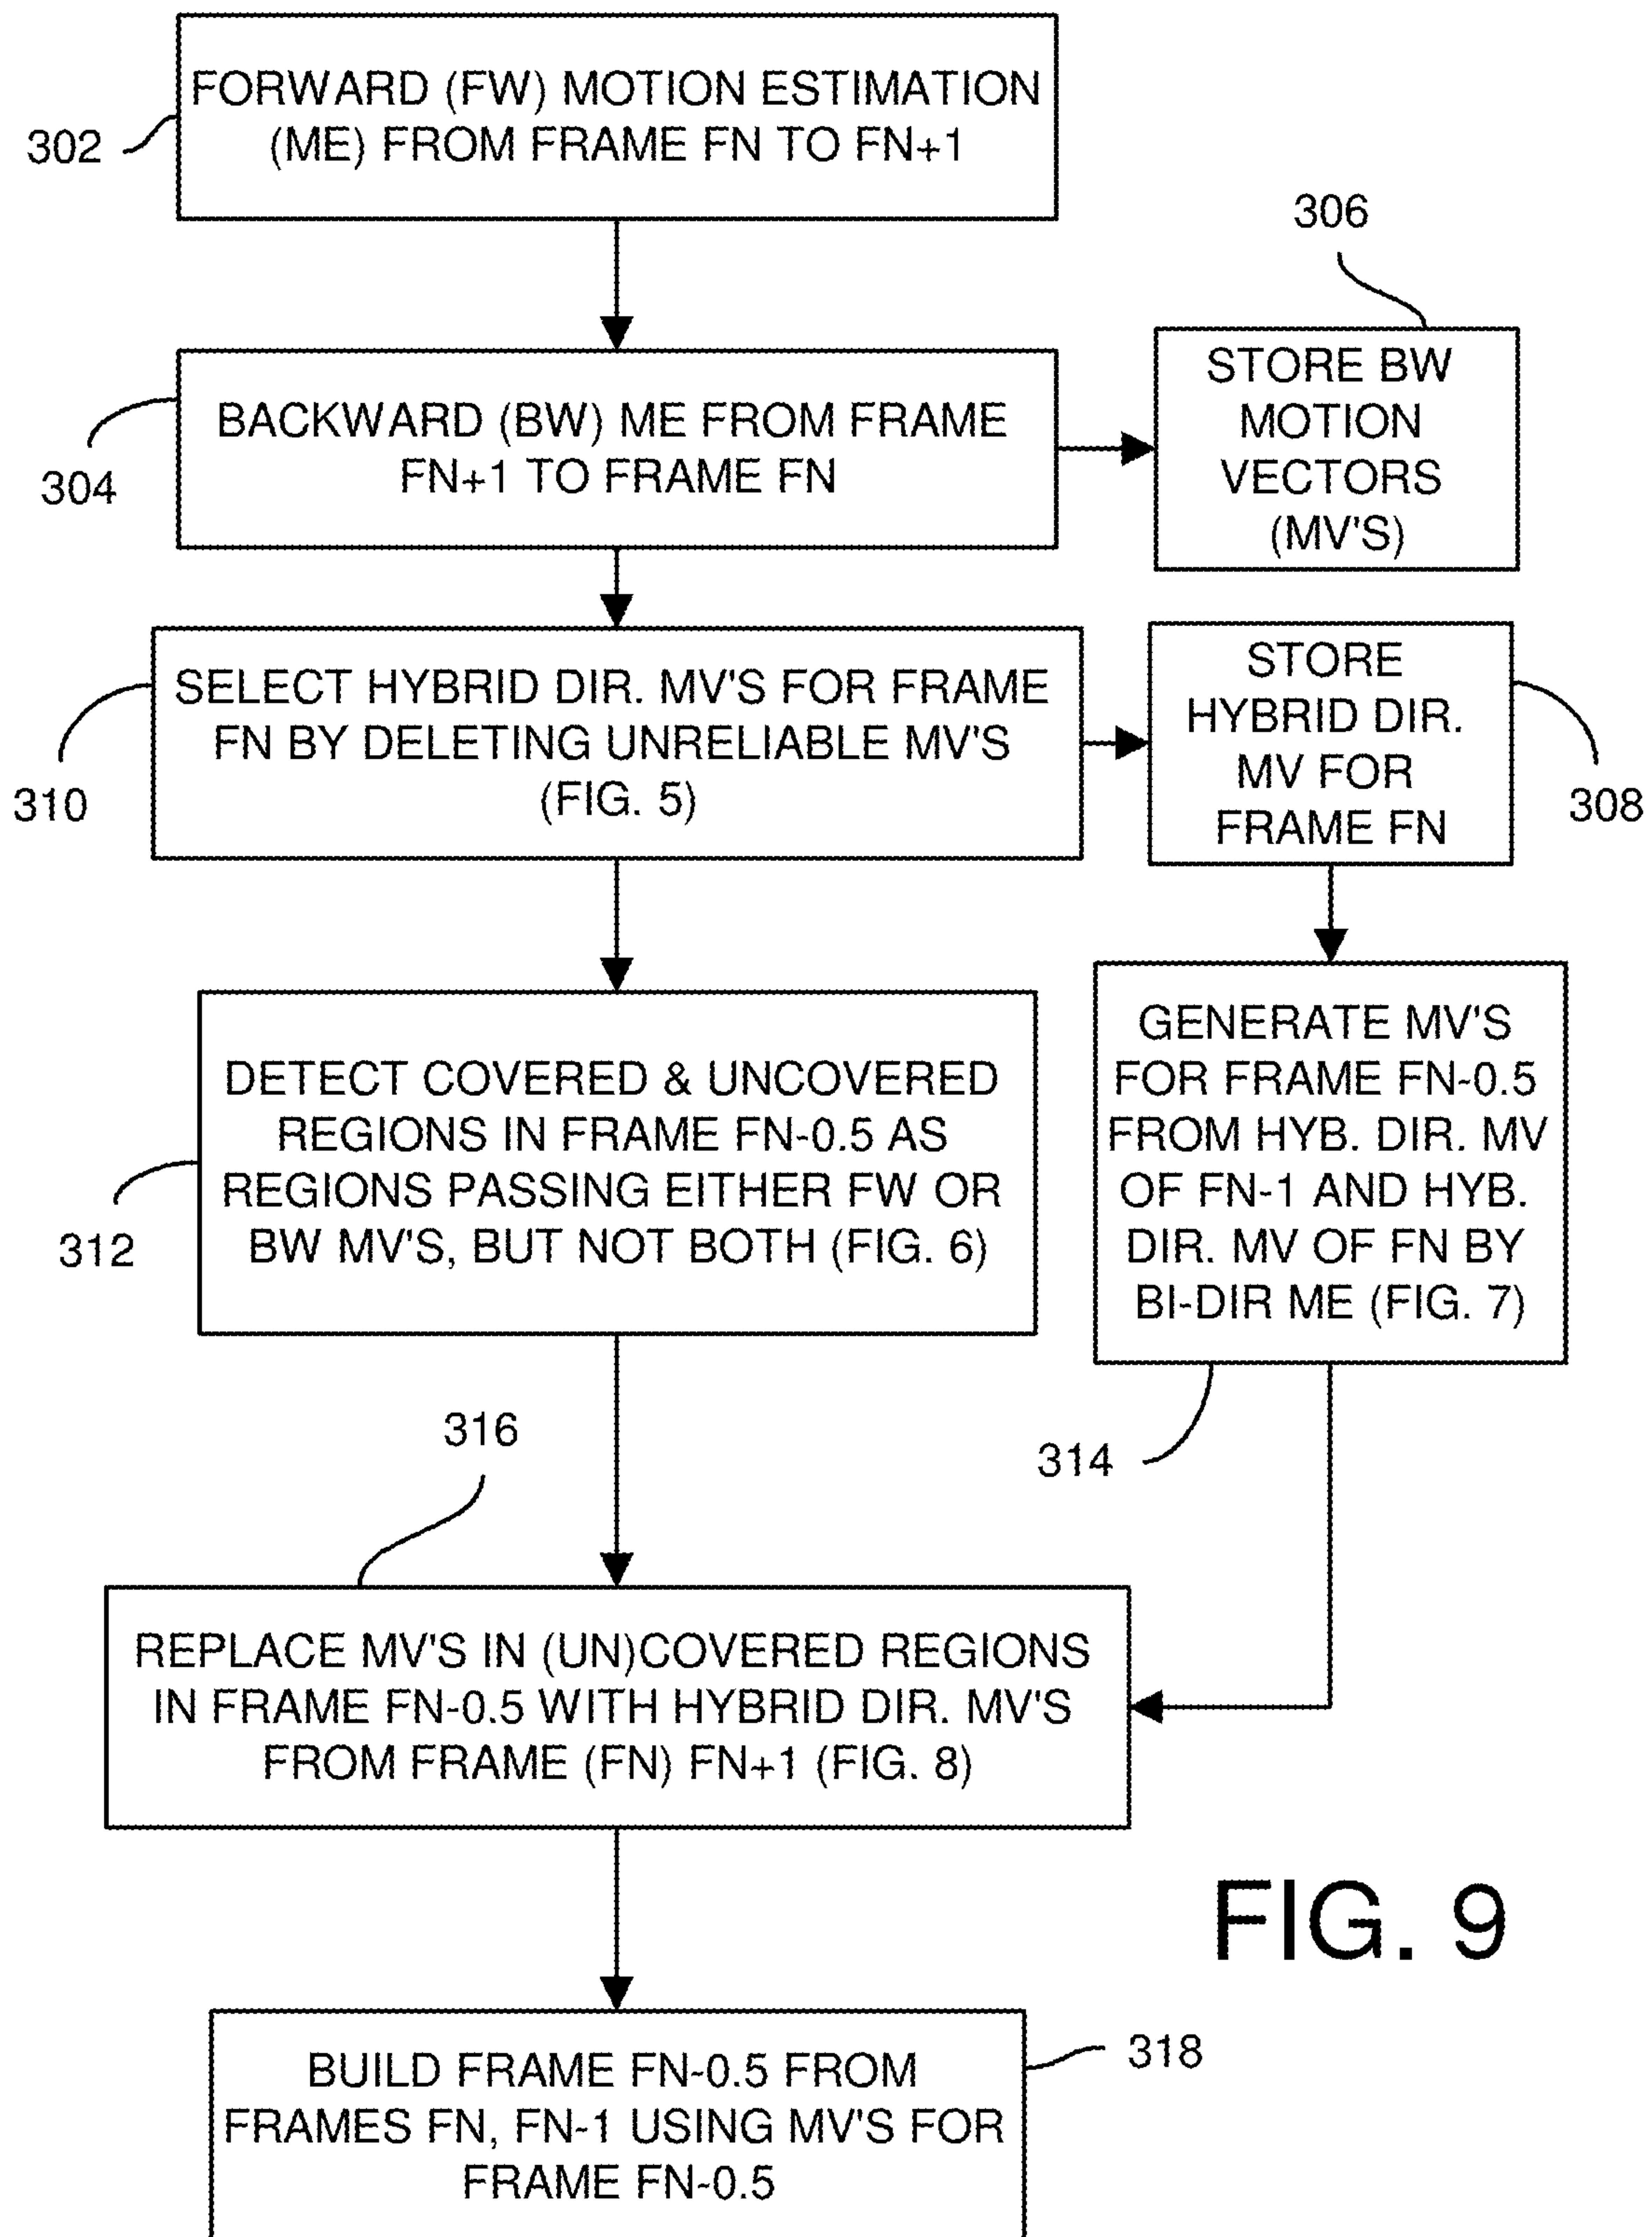 FORWARD (FW) MOTION ESTIMATION
(ME) FROM FRAME FN TO FN+1
302
306
BACKWARD (BW) ME FROM FRAME
FN+1 TO FRAME FN
304
STORE BW
MOTION
VECTORS
(MV'S)
SELECT HYBRID DIR. MV'S FOR FRAME
FN BY DELETING UNRELIABLE MV'S
(FIG. 5)
310
STORE
HYBRID DIR.
MV FOR
FRAME FN
308
DETECT COVERED & UNCOVERED
REGIONS IN FRAME FN-0.5 AS
REGIONS PASSING EITHER FW OR
BW MV'S, BUT NOT BOTH (FIG. 6)
312
GENERATE MV'S
FOR FRAME FN-0.5
FROM HYB. DIR. MV
OF FN-1 AND HYB.
DIR. MV OF FN BY
BI-DIR ME (FIG. 7)
314
316
REPLACE MV'S IN (UN)COVERED REGIONS
IN FRAME FN-0.5 WITH HYBRID DIR. MV'S
FROM FRAME (FN) FN+1 (FIG. 8)
FIG. 9
BUILD FRAME FN-0.5 FROM
FRAMES FN, FN-1 USING MV'S FOR
FRAME FN-0.5
318